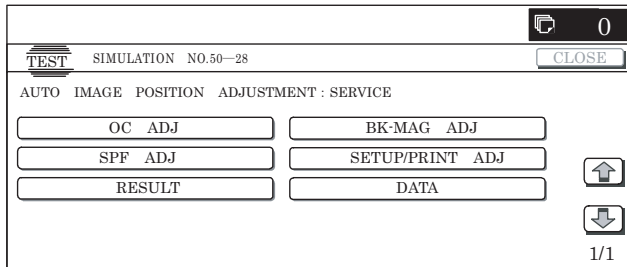 0
TEST SIMULATION NO.50—28 CLOSE
AUTO IMAGE POSITION ADJUSTMENT : SERVICE
OC ADJ BK-MAG ADJ
SPF ADJ SETUP/PRINT ADJ
RESULT DATA
1/1